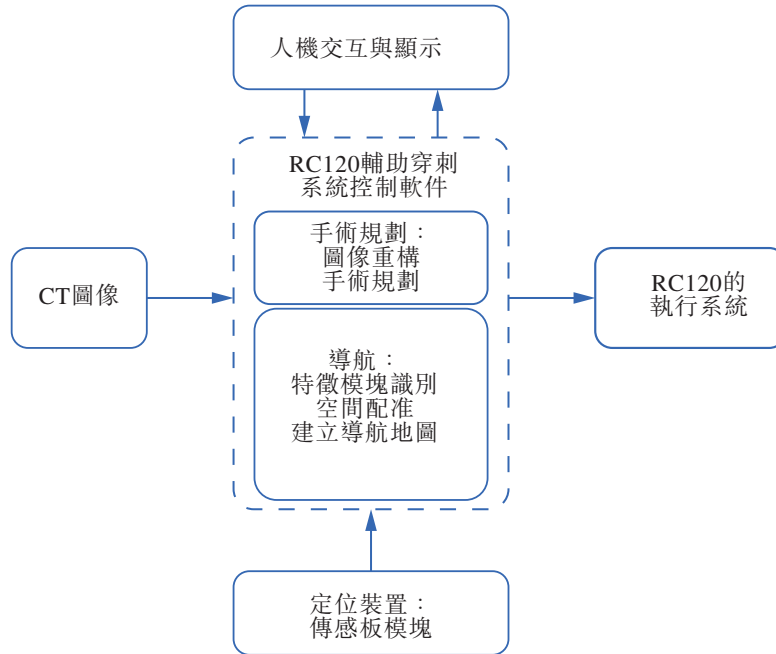 人機交互與顯示
RC120輔助穿刺
系統控制軟件
手術規劃：
圖像重構
手術規劃
CT圖像
RC120的
執行系統
導航：
特徵模塊識別
空間配准
建立導航地圖
定位裝置：
傳感板模塊